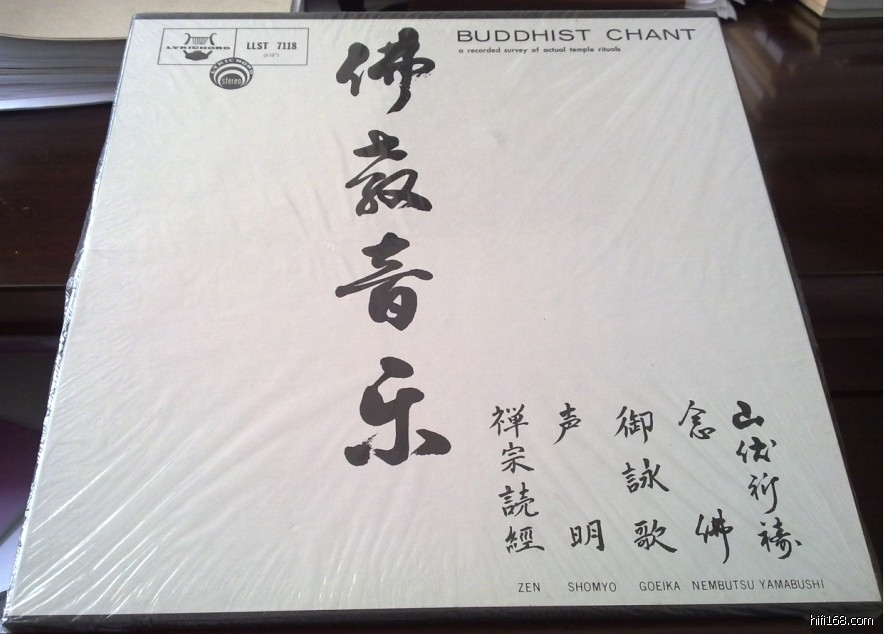 LYRICHORD
LLST 7118
LYRICHORD
stereo
BUDDHIST CHANT
a recorded survey of actual temple rituals
佛教音乐
山伏祈禱
念佛
御詠歌
声明
禅宗読經
ZEN SHOMYO GOEIKA NEMBUTSU YAMABUSHI
hifi168.com